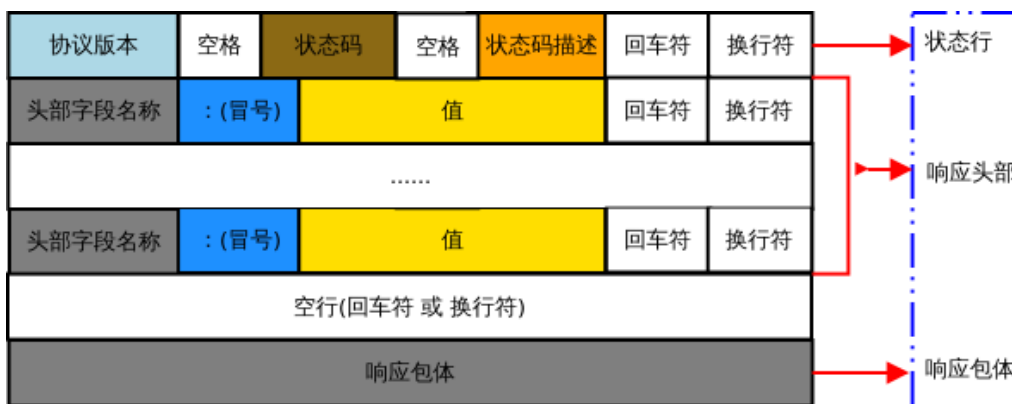 协议版本 空格 状态码 空格 状态码描述 回车符 换行符 状态行
头部字段名称 :(冒号) 值 回车符 换行符
...... 响应头部
头部字段名称 :(冒号) 值 回车符 换行符
空行(回车符 或 换行符)
响应包体 响应包体